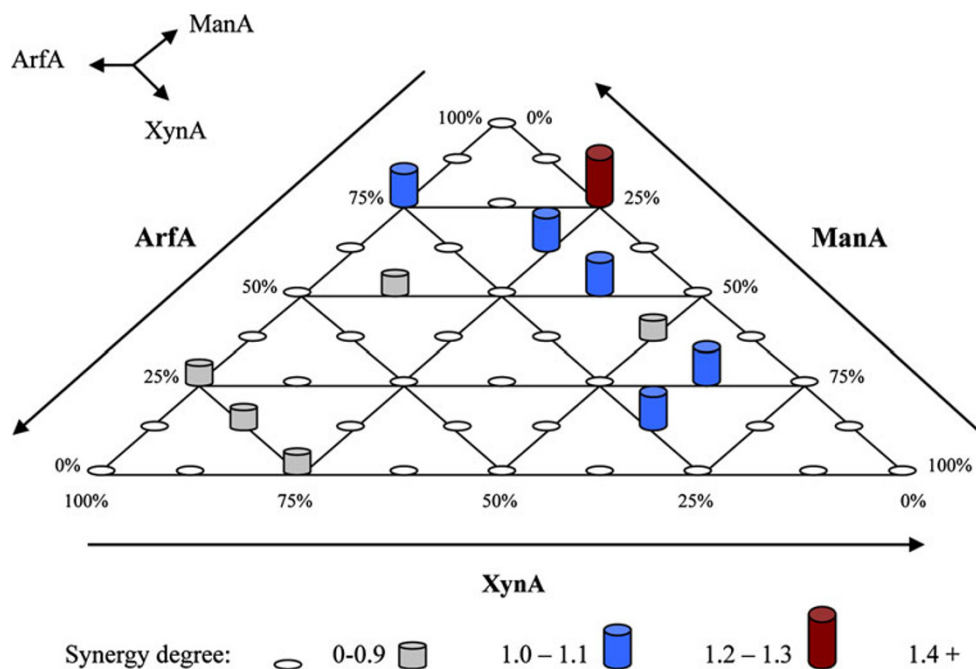 ManA
ArfA
XynA
100% 0%
75% 25%
ArfA ManA
50% 50%
25% 75%
0% 100%
100% 75% 50% 25% 0%
XynA
Synergy degree: 0-0.9 1.0 – 1.1 1.2 – 1.3 1.4 +